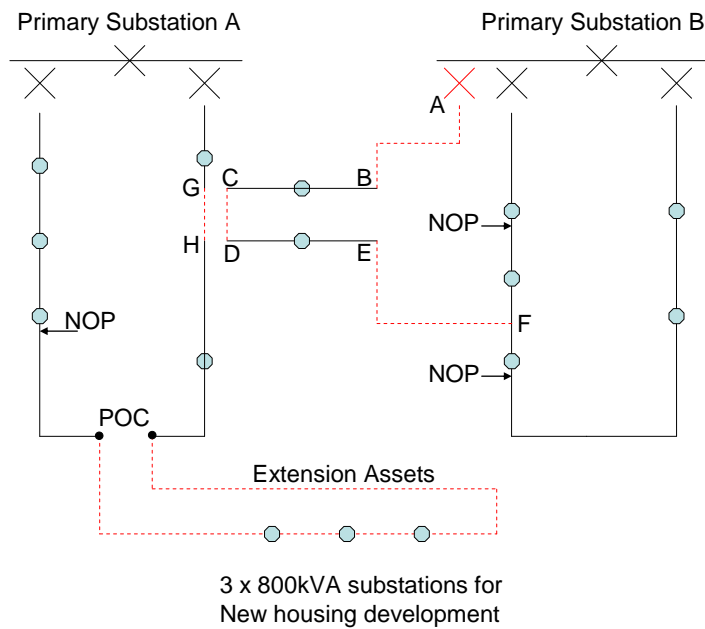 Primary Substation A
Primary Substation B
A
G
C
B
H
D
E
NOP
F
NOP
NOP
POC
Extension Assets
3 x 800kVA substations for
New housing development